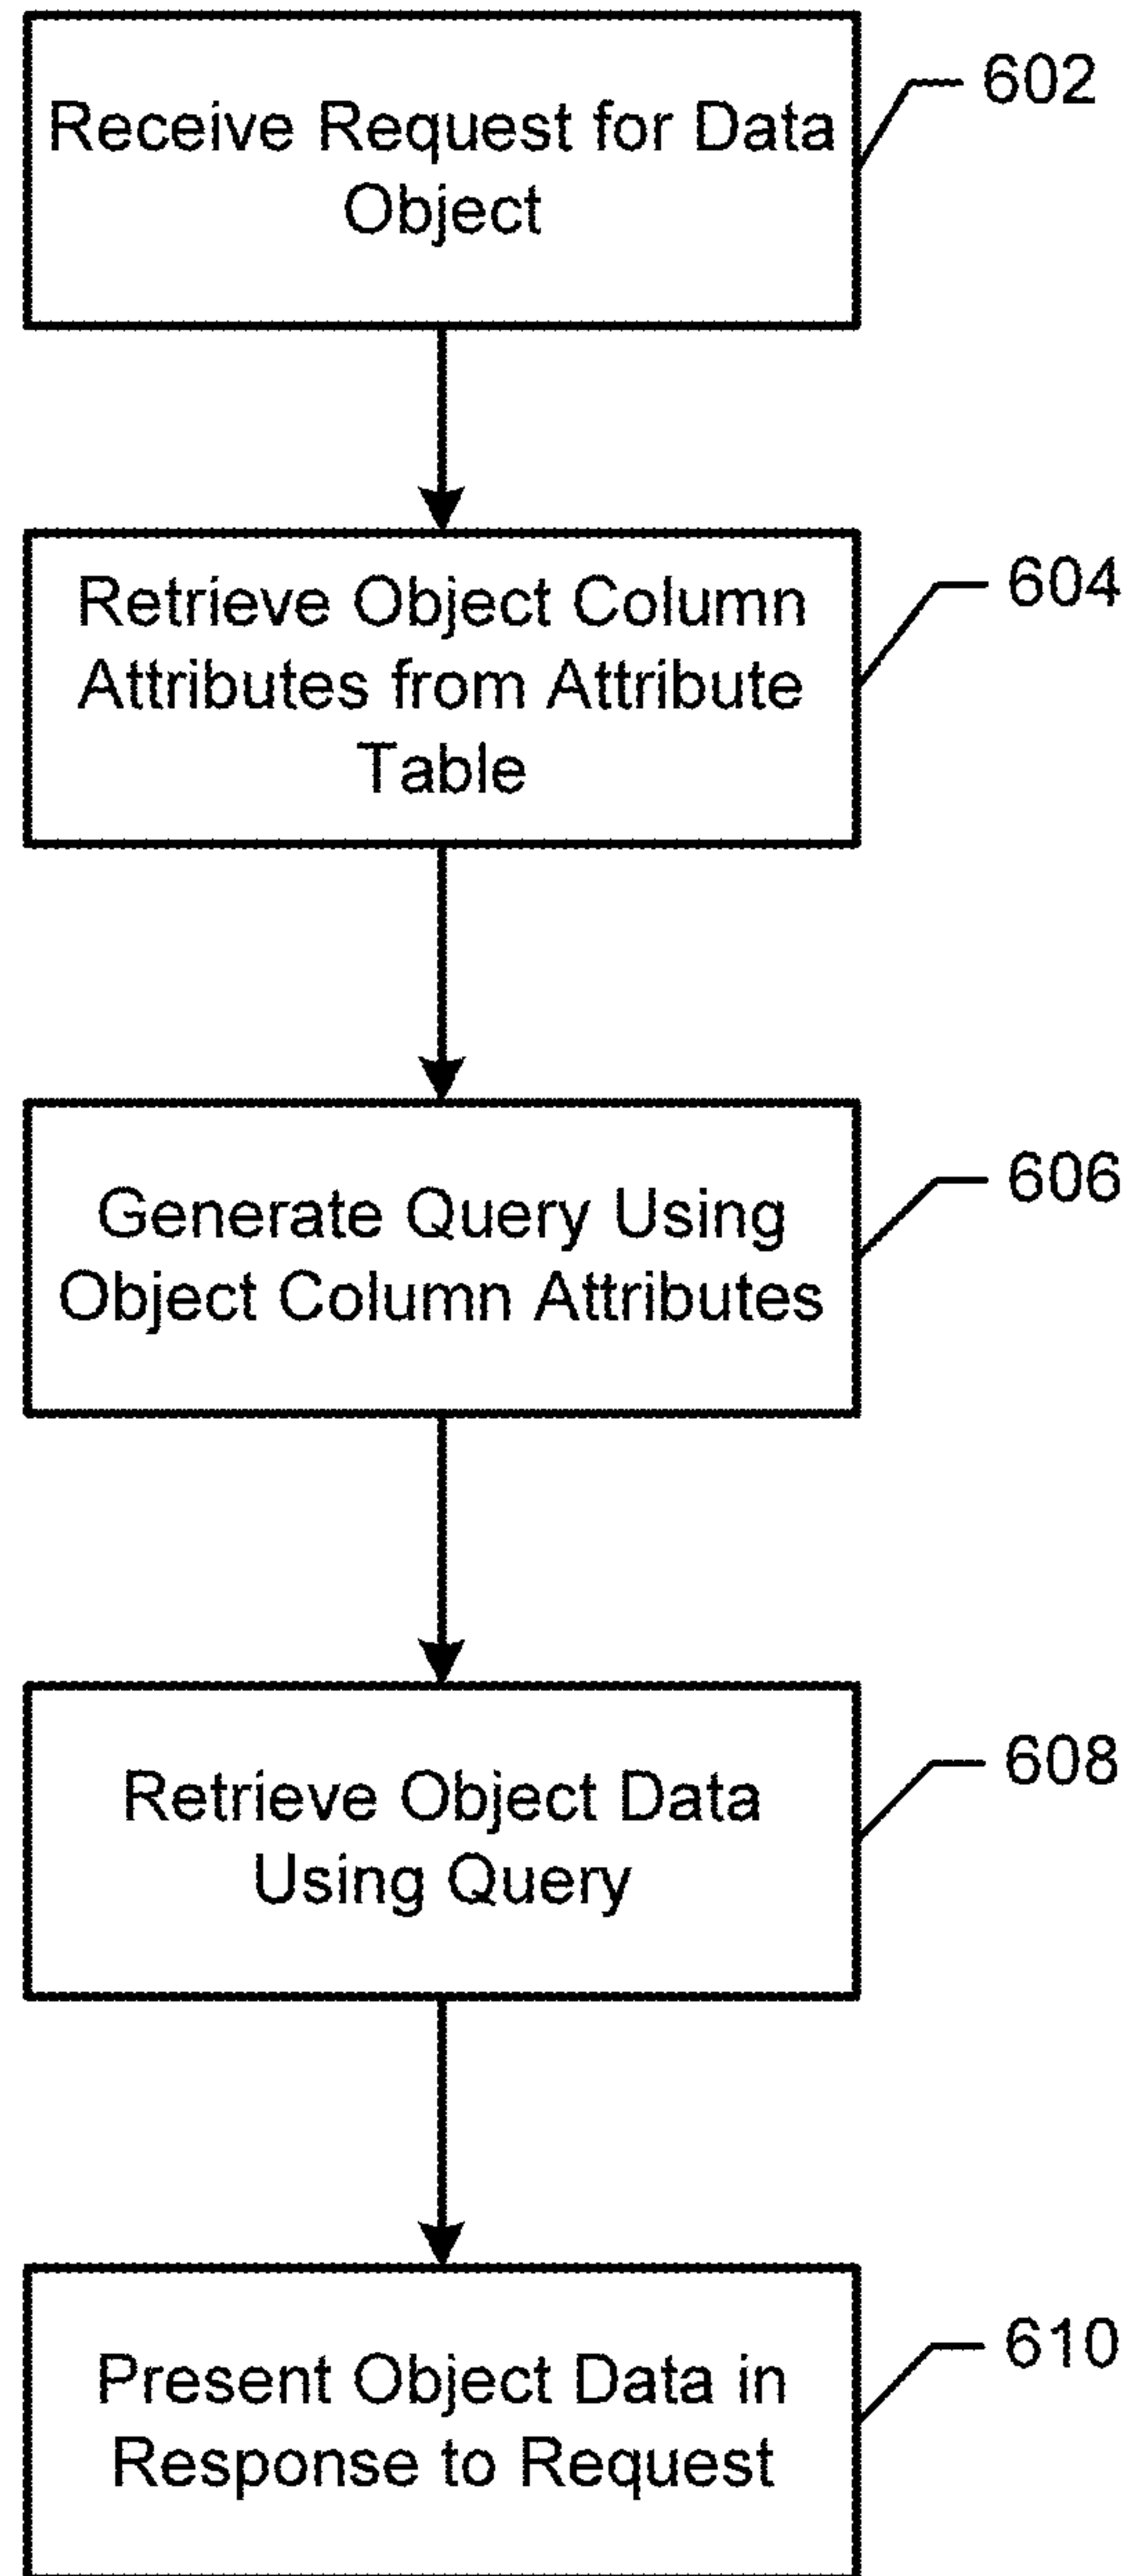 Receive Request for Data
Object
602
Retrieve Object Column
Attributes from Attribute
Table
604
Generate Query Using
Object Column Attributes
606
Retrieve Object Data
Using Query
608
Present Object Data in
Response to Request
610